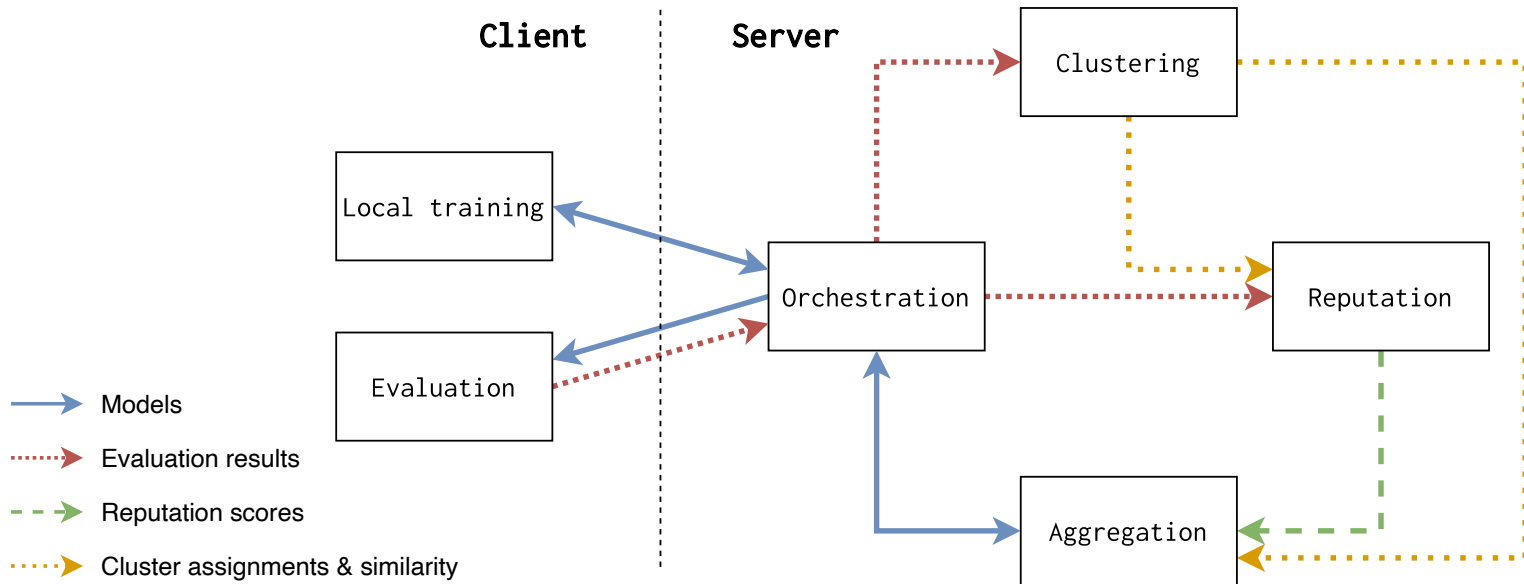 Client
Server
Clustering
Local training
Orchestration
Reputation
Evaluation
Models
Evaluation results
Reputation scores
Aggregation
Cluster assignments & similarity